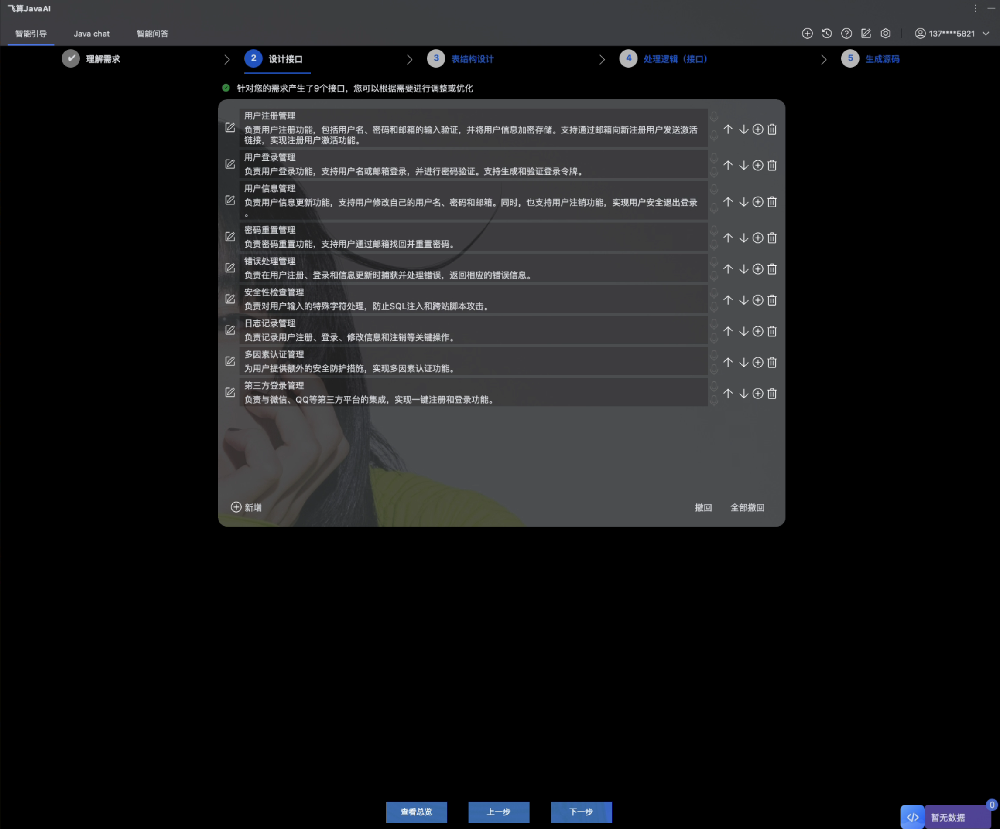 飞算JavaAI
智能引导
Java chat
智能问答
137****5821
理解需求
2 设计接口
3 表结构设计
4 处理逻辑（接口）
5 生成源码
针对您的需求产生了9个接口，您可以根据需要进行调整或优化
用户注册管理
负责用户注册功能，包括用户名、密码和邮箱的输入验证，并将用户信息加密存储。支持通过邮箱向新注册用户发送激活
链接，实现注册用户激活功能。
用户登录管理
负责用户登录功能，支持用户名或邮箱登录，并进行密码验证。支持生成和验证登录令牌。
用户信息管理
负责用户信息更新功能，支持用户修改自己的用户名、密码和邮箱。同时，也支持用户注销功能，实现用户安全退出登录
。
密码重置管理
负责密码重置功能，支持用户通过邮箱找回并重置密码。
错误处理管理
负责在用户注册、登录和信息更新时捕获并处理错误，返回相应的错误信息。
安全性检查管理
负责对用户输入的特殊字符处理，防止SQL注入和跨站脚本攻击。
日志记录管理
负责记录用户注册、登录、修改信息和注销等关键操作。
多因素认证管理
为用户提供额外的安全防护措施，实现多因素认证功能。
第三方登录管理
负责与微信、QQ等第三方平台的集成，实现一键注册和登录功能。
新增
撤回
全部撤回
查看总览
上一步
下一步
0
暂无数据